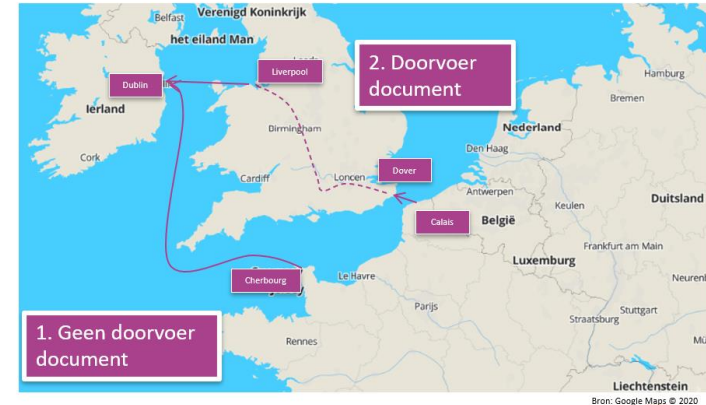 Belfast
Verenigd Koninkrijk
het eiland Man
Liverpool
2. Doorvoer
document
Hamburg
Dublin
Bremen
Ierland
Birmingham
Nederland
Den Haag
Cork
Dover
Cardiff
Londen
Antwerpen
Duitsland
Keulen
Calais
België
Frankfurt am Main
Luxemburg
Cherbourg
Le Havre
Parijs
Stuttgart
Straatsburg
1. Geen doorvoer
document
Rennes
Liechtenstein
Bron: Google Maps © 2020